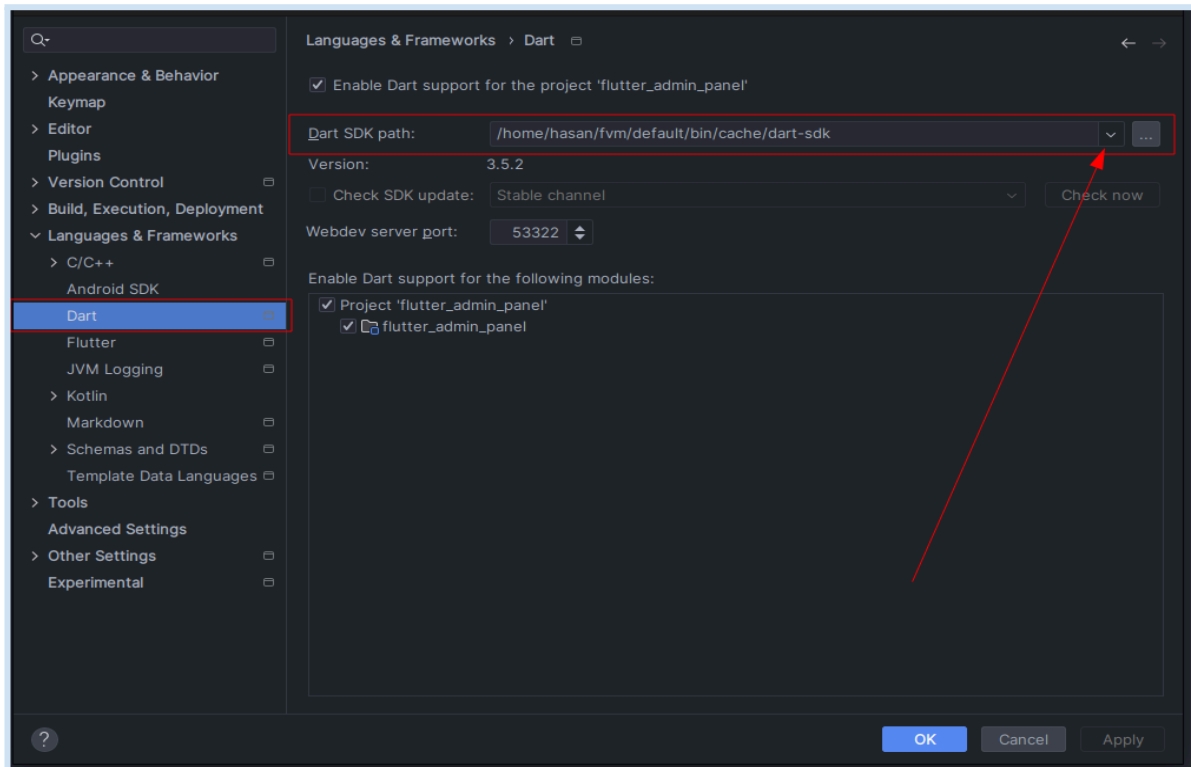 Appearance & Behavior
Keymap
Editor
Plugins
Version Control
Build, Execution, Deployment
Languages & Frameworks
C/C++
Android SDK
Dart
Flutter
JVM Logging
Kotlin
Markdown
Schemas and DTDs
Template Data Languages
Tools
Advanced Settings
Other Settings
Experimental
Languages & Frameworks › Dart
Enable Dart support for the project 'flutter_admin_panel'
Dart SDK path: /home/hasan/fvm/default/bin/cache/dart-sdk ...
Version: 3.5.2
Check SDK update: Stable channel Check now
Webdev server port: 53322
Enable Dart support for the following modules:
Project 'flutter_admin_panel'
flutter_admin_panel
? OK Cancel Apply